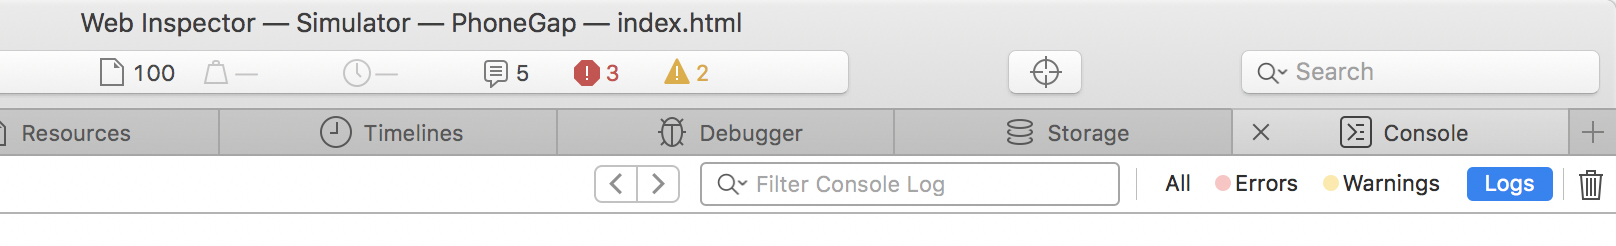 Web Inspector — Simulator — PhoneGap — index.html
100 — — 5 3 2 Search
Resources Timelines Debugger Storage Console
Filter Console Log All Errors Warnings Logs